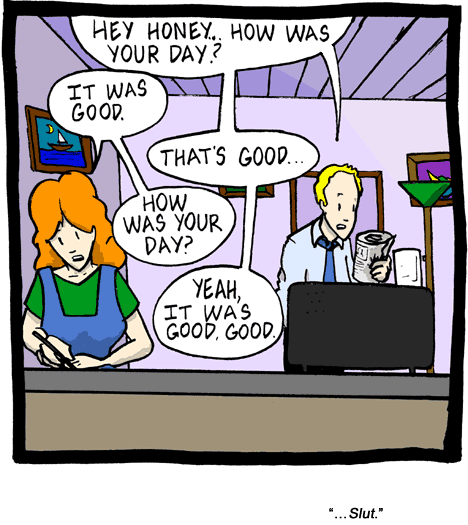 HEY HONEY.. HOW WAS
YOUR DAY?
IT WAS
GOOD.
HOW
WAS YOUR
DAY?
THAT'S GOOD...
YEAH,
IT WAS
GOOD, GOOD.
“…Slut.”